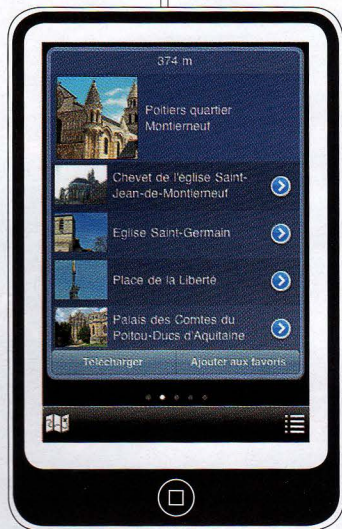 374 m
Poitiers quartier
Montierneuf
Chevet de l'église Saint-
Jean-de-Montierneuf
Eglise Saint-Germain
Place de la Liberté
Palais des Comtes du
Poitou-Ducs d'Aquitaine
Télécharger
Ajouter aux favoris